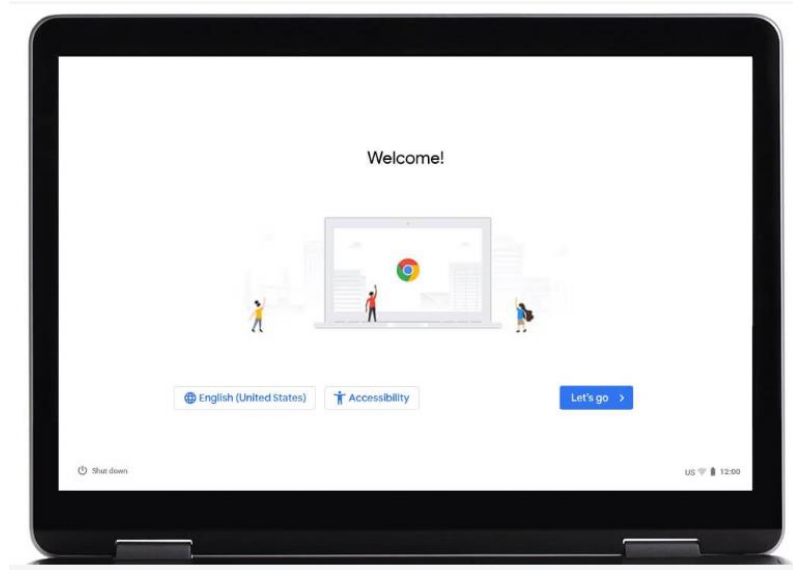 Welcome!
English (United States)
Accessibility
Let's go
Shut down
US 12:00